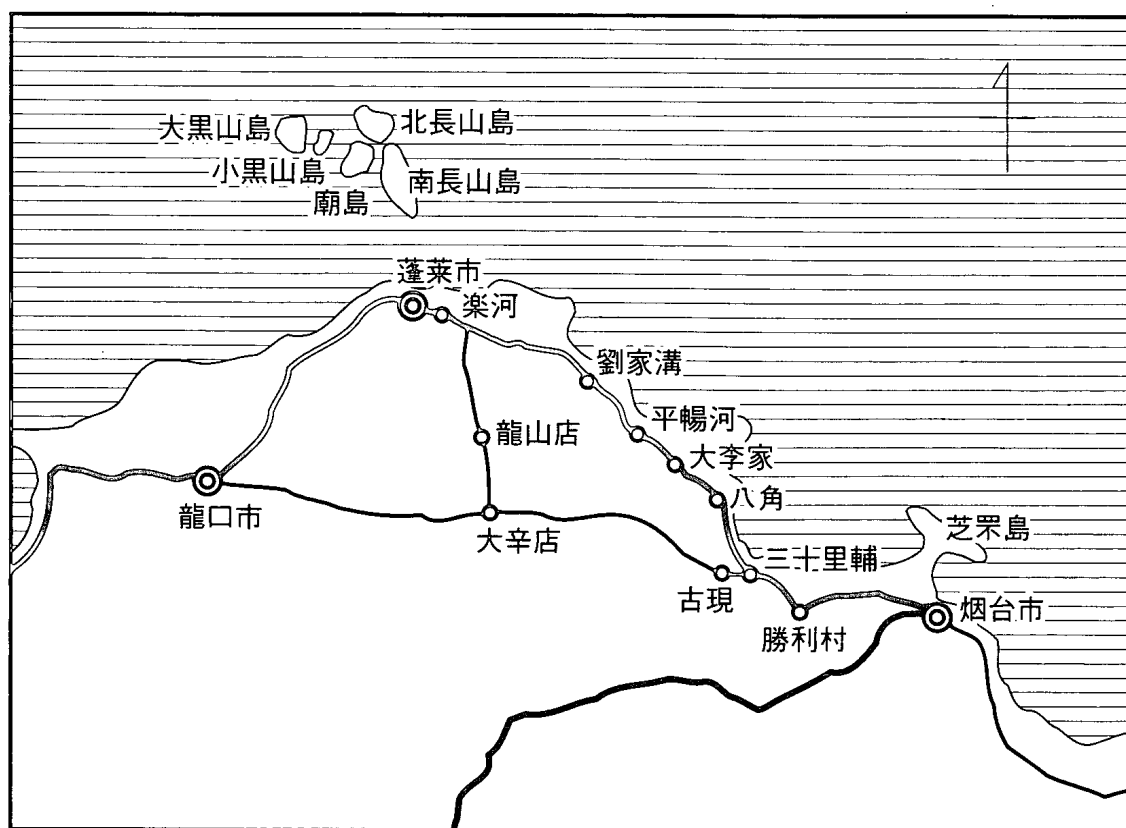 大黒山島
北長山島
小黒山島
南長山島
廟島
蓬莱市
楽河
劉家溝
平暢河
龍山店
大李家
八角
龍口市
大辛店
芝罘島
三十里輔
古現
烟台市
勝利村